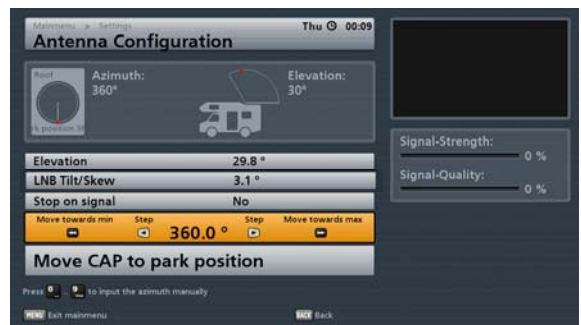 Mainmenu > Settings
Thu 00:09
Antenna Configuration
Roof
Azimuth:
360°
Elevation:
30°
Signal-Strength:
0 %
Signal-Quality:
0 %
Elevation 29.8 °
LNB Tilt/Skew 3.1 °
Stop on signal No
Move towards min Step 360.0 ° Step Move towards max
Move CAP to park position
Press 0 - 9 to input the azimuth manually
MENU Exit mainmenu BACK Back